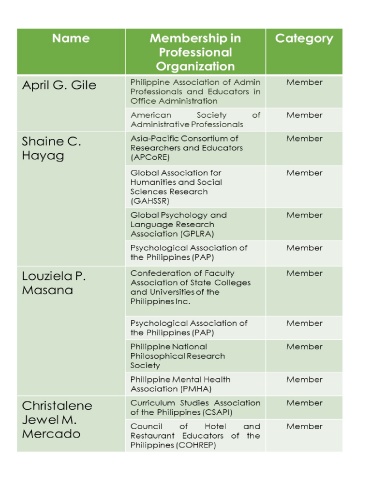 Name Membership in Category
Professional
Organization
April G. Gile Philippine Association of Admin Member
Professionals and Educators in
Office Administration
American Society of Member
Administrative Professionals
Shaine C. Asia-Pacific Consortium of Member
Hayag Researchers and Educators
(APCoRE)
Global Association for Member
Humanities and Social
Sciences Research
(GAHSSR)
Global Psychology and Member
Language Research
Association (GPLRA)
Psychological Association of Member
the Philippines (PAP)
Louziela P. Confederation of Faculty Member
Masana Association of State Colleges
and Universities of the
Philippines Inc.
Psychological Association of Member
the Philippines (PAP)
Philippine National Member
Philosophical Research
Society
Philippine Mental Health Member
Association (PMHA)
Christalene Curriculum Studies Association Member
Jewel M. of the Philippines (CSAPI)
Mercado Council of Hotel and Member
Restaurant Educators of the
Philippines (COHREP)